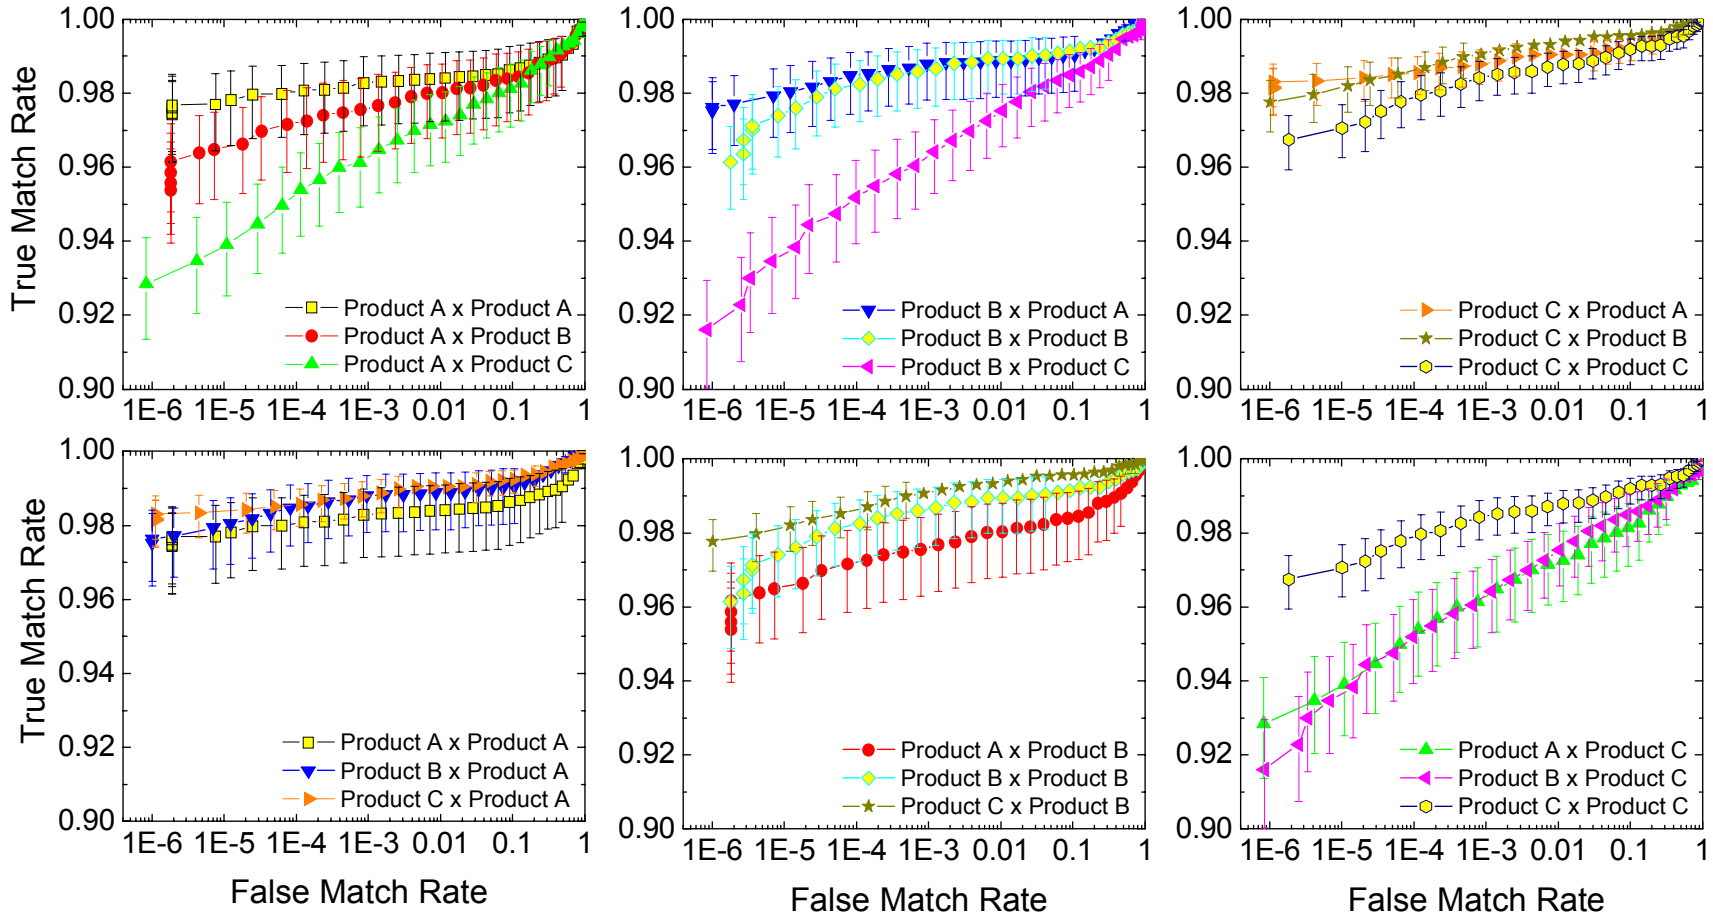 True Match Rate
1.00
0.98
0.96
0.94
0.92
0.90
Product A x Product A
Product A x Product B
Product A x Product C
1E-6 1E-5 1E-4 1E-3 0.01 0.1 1
1.00
0.98
0.96
0.94
0.92
0.90
Product B x Product A
Product B x Product B
Product B x Product C
1E-6 1E-5 1E-4 1E-3 0.01 0.1 1
1.00
0.98
0.96
0.94
0.92
0.90
Product C x Product A
Product C x Product B
Product C x Product C
1E-6 1E-5 1E-4 1E-3 0.01 0.1 1
True Match Rate
1.00
0.98
0.96
0.94
0.92
0.90
Product A x Product A
Product B x Product A
Product C x Product A
1E-6 1E-5 1E-4 1E-3 0.01 0.1 1
False Match Rate
1.00
0.98
0.96
0.94
0.92
0.90
Product A x Product B
Product B x Product B
Product C x Product B
1E-6 1E-5 1E-4 1E-3 0.01 0.1 1
False Match Rate
1.00
0.98
0.96
0.94
0.92
0.90
Product A x Product C
Product B x Product C
Product C x Product C
1E-6 1E-5 1E-4 1E-3 0.01 0.1 1
False Match Rate